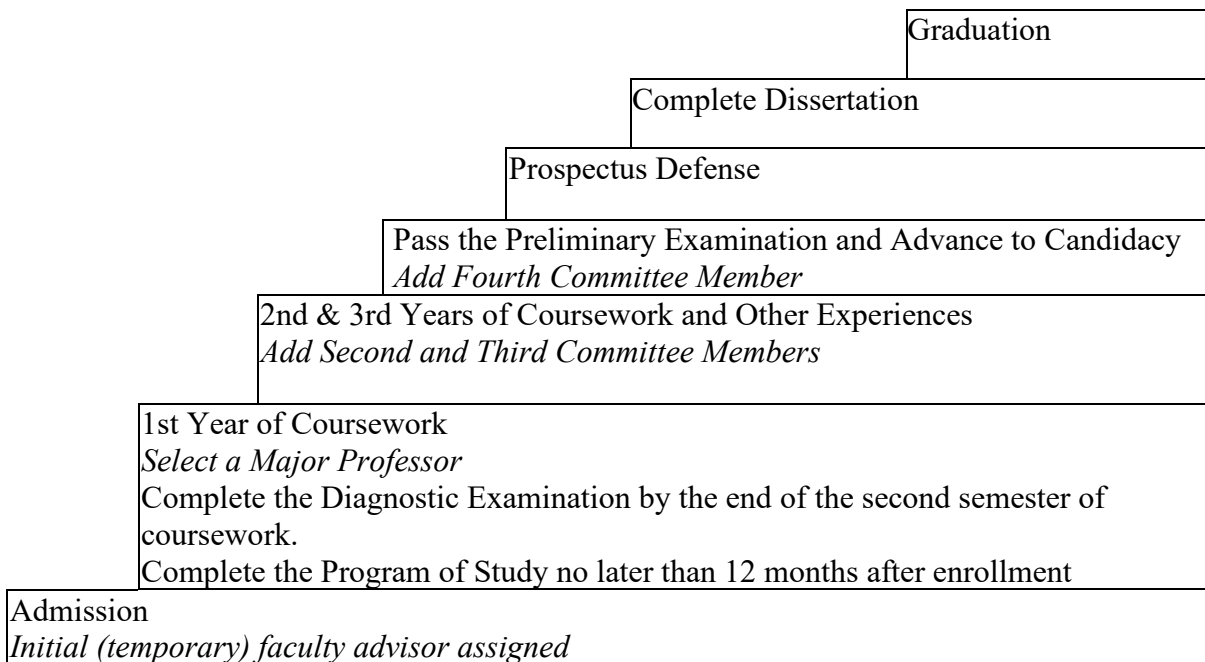 Graduation
Complete Dissertation
Prospectus Defense
Pass the Preliminary Examination and Advance to Candidacy
Add Fourth Committee Member
2nd & 3rd Years of Coursework and Other Experiences
Add Second and Third Committee Members
1st Year of Coursework
Select a Major Professor
Complete the Diagnostic Examination by the end of the second semester of
coursework.
Complete the Program of Study no later than 12 months after enrollment
Admission
Initial (temporary) faculty advisor assigned